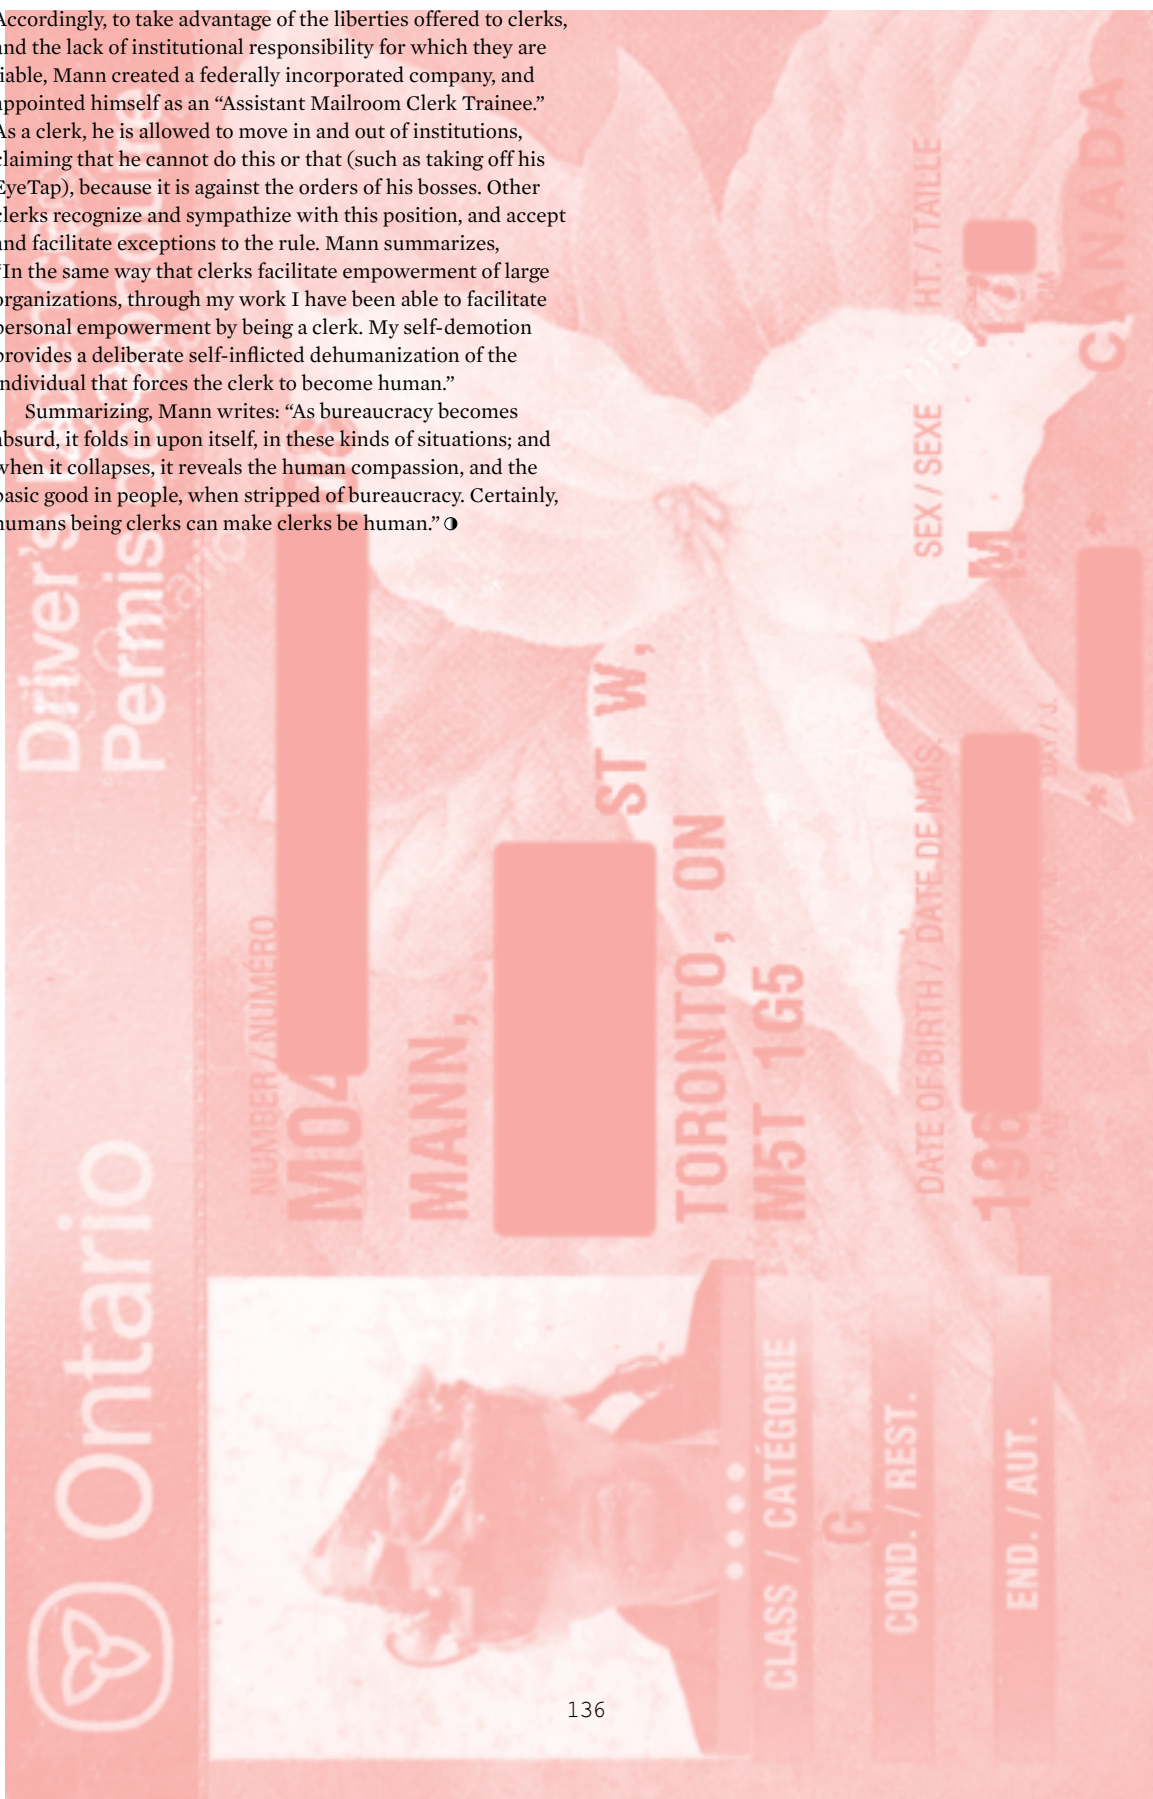 Accordingly, to take advantage of the liberties offered to clerks,
and the lack of institutional responsibility for which they are
liable, Mann created a federally incorporated company, and
appointed himself as an “Assistant Mailroom Clerk Trainee.”
As a clerk, he is allowed to move in and out of institutions,
claiming that he cannot do this or that (such as taking off his
EyeTap), because it is against the orders of his bosses. Other
clerks recognize and sympathize with this position, and accept
and facilitate exceptions to the rule. Mann summarizes,
“In the same way that clerks facilitate empowerment of large
organizations, through my work I have been able to facilitate
personal empowerment by being a clerk. My self-demotion
provides a deliberate self-inflicted dehumanization of the
individual that forces the clerk to become human.”
Summarizing, Mann writes: “As bureaucracy becomes
absurd, it folds in upon itself, in these kinds of situations; and
when it collapses, it reveals the human compassion, and the
basic good in people, when stripped of bureaucracy. Certainly,
humans being clerks can make clerks be human.”
Ontario
Driver's Licence
Permis de conduire
NUMBER / NUMÉRO
M04
MANN,
ST W,
TORONTO, ON
M5T 1G5
DATE OF BIRTH / DATE DE NAIS.
196
SEX / SEXE
M
HT. / TAILLE
CANADA
CLASS / CATÉGORIE
G
COND. / REST.
END. / AUT.
136